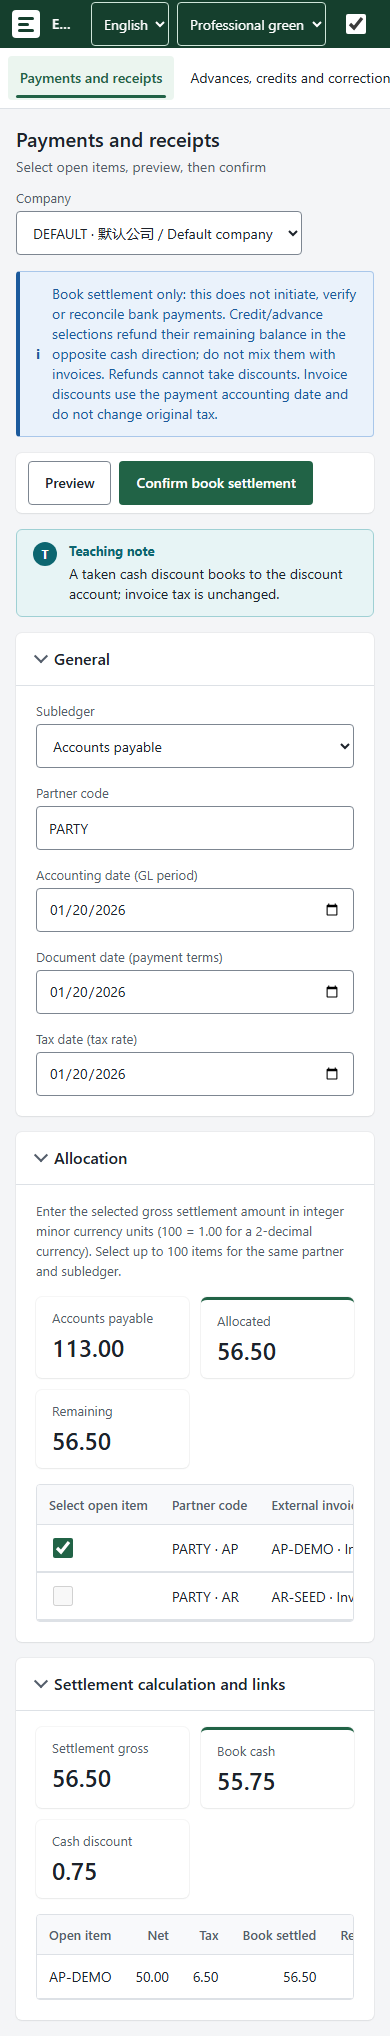 E...
English
Professional green
Payments and receipts
Advances, credits and correction
Payments and receipts
Select open items, preview, then confirm
Company
DEFAULT · 默认公司 / Default company
i
Book settlement only: this does not initiate, verify
or reconcile bank payments. Credit/advance
selections refund their remaining balance in the
opposite cash direction; do not mix them with
invoices. Refunds cannot take discounts. Invoice
discounts use the payment accounting date and
do not change original tax.
Preview
Confirm book settlement
T
Teaching note
A taken cash discount books to the discount
account; invoice tax is unchanged.
General
Subledger
Accounts payable
Partner code
PARTY
Accounting date (GL period)
01/20/2026
Document date (payment terms)
01/20/2026
Tax date (tax rate)
01/20/2026
Allocation
Enter the selected gross settlement amount in integer
minor currency units (100 = 1.00 for a 2-decimal
currency). Select up to 100 items for the same partner
and subledger.
Accounts payable
113.00
Allocated
56.50
Remaining
56.50
Select open item Partner code External invoic
PARTY · AP AP-DEMO · In
PARTY · AR AR-SEED · Inv
Settlement calculation and links
Settlement gross
56.50
Book cash
55.75
Cash discount
0.75
Open item Net Tax Book settled Re
AP-DEMO 50.00 6.50 56.50